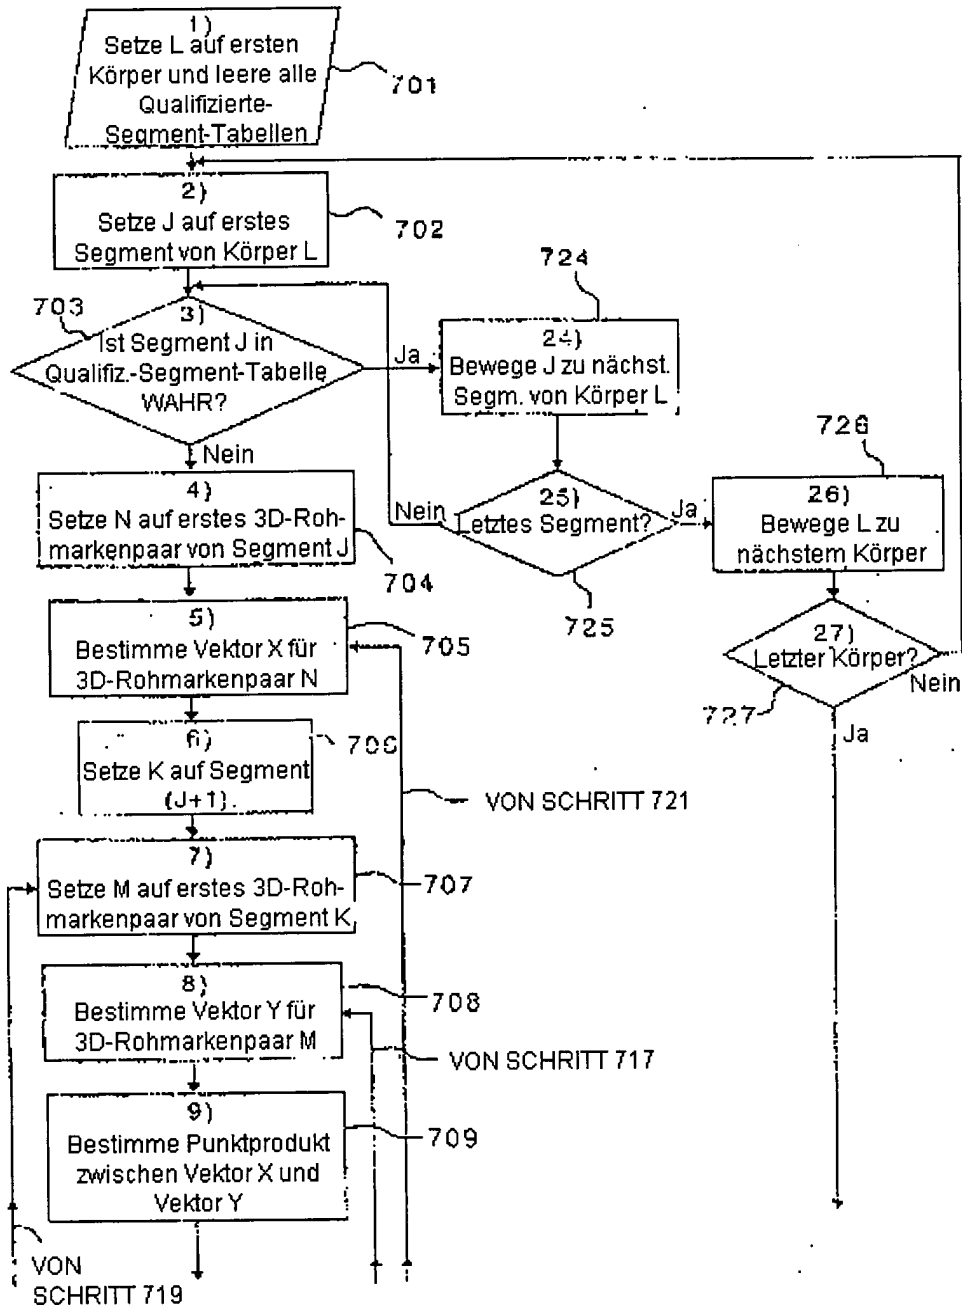 1)
Setze L auf ersten
Körper und leere alle
Qualifizierte-
Segment-Tabellen
701
2)
Setze J auf erstes
Segment von Körper L
702
703
3)
Ist Segment J in
Qualifiz.-Segment-Tabelle
WAHR?
Ja
Nein
724
24)
Bewege J zu nächst.
Segm. von Körper L
4)
Setze N auf erstes 3D-Roh-
markenpaar von Segment J
704
Nein
25)
Letztes Segment?
Ja
725
726
26)
Bewege L zu
nächstem Körper
5)
Bestimme Vektor X für
3D-Rohmarkenpaar N
705
27)
Letzter Körper?
Nein
727
Ja
6)
Setze K auf Segment
(J+1).
706
VON SCHRITT 721
7)
Setze M auf erstes 3D-Roh-
markenpaar von Segment K
707
8)
Bestimme Vektor Y für
3D-Rohmarkenpaar M
708
VON SCHRITT 717
9)
Bestimme Punktprodukt
zwischen Vektor X und
Vektor Y
709
VON
SCHRITT 719